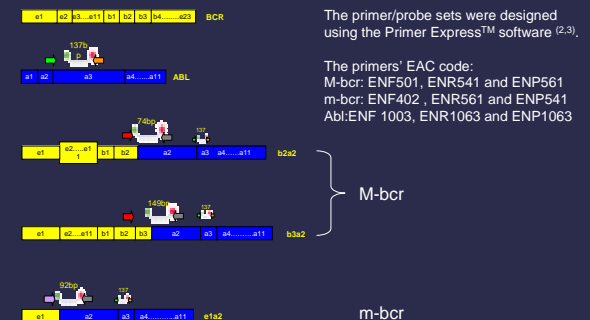 e1 e2 e3....e11 b1 b2 b3 b4......e23 BCR
The primer/probe sets were designed
using the Primer Express™ software (2,3).
137b
p
a1 a2 a3 a4......a11 ABL
The primers' EAC code:
M-bcr: ENF501, ENR541 and ENP561
m-bcr: ENF402 , ENR561 and ENP541
Abl:ENF 1003, ENR1063 and ENP1063
74bp
137
e1 e2.....e1
1 b1 b2 a2 a3 a4......a11 b2a2
M-bcr
149bp
137
e1 e2....e11 b1 b2 b3 a2 a3 a4.........a11 b3a2
92bp
137
e1 a2 a3 a4.........a11 e1a2
m-bcr